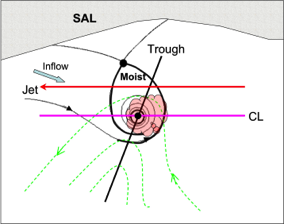 SAL
Trough
Inflow
Moist
Jet
CL